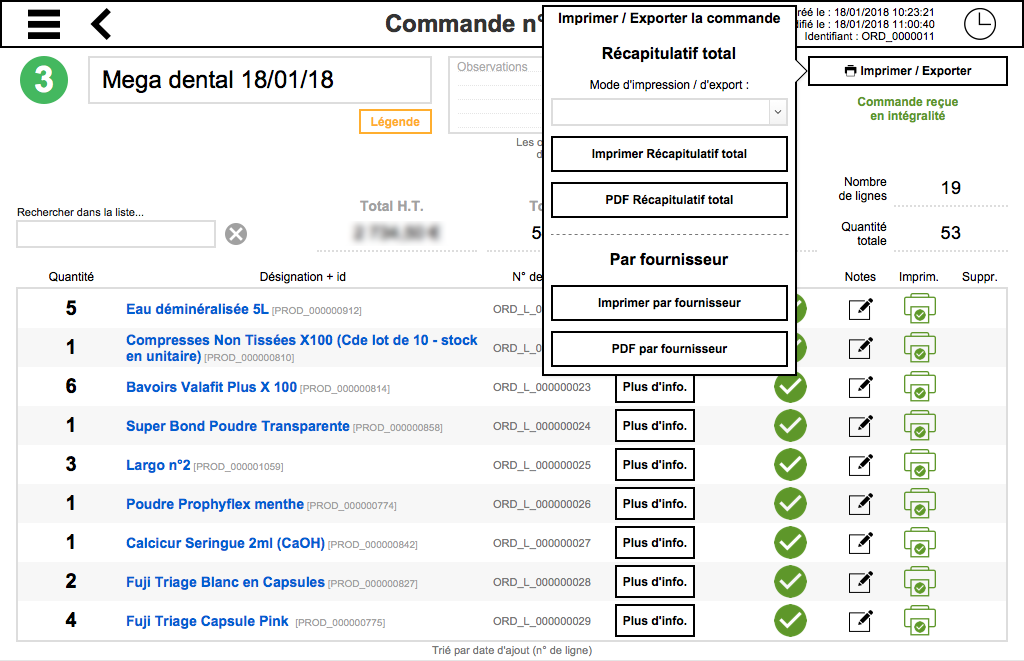 Commande n°
réé le : 18/01/2018 10:23:21
difié le : 18/01/2018 11:00:40
Identifiant : ORD_0000011
Imprimer / Exporter la commande
Récapitulatif total
Mode d'impression / d'export :
Imprimer Récapitulatif total
PDF Récapitulatif total
Par fournisseur
Imprimer par fournisseur
PDF par fournisseur
3
Mega dental 18/01/18
Légende
Observations
Les c
d
Imprimer / Exporter
Commande reçue
en intégralité
Nombre
de lignes
19
Quantité
totale
53
Rechercher dans la liste...
Total H.T.
To
5
Quantité Désignation + id N° de Notes Imprim. Suppr.
5 Eau déminéralisée 5L [PROD_000000912] ORD_L_0
1 Compresses Non Tissées X100 (Cde lot de 10 - stock
en unitaire) [PROD_000000810] ORD_L_0
6 Bavoirs Valafit Plus X 100 [PROD_000000814] ORD_L_000000023 Plus d'info.
1 Super Bond Poudre Transparente [PROD_000000858] ORD_L_000000024 Plus d'info.
3 Largo n°2 [PROD_000001059] ORD_L_000000025 Plus d'info.
1 Poudre Prophyflex menthe [PROD_000000774] ORD_L_000000026 Plus d'info.
1 Calcicur Seringue 2ml (CaOH) [PROD_000000842] ORD_L_000000027 Plus d'info.
2 Fuji Triage Blanc en Capsules [PROD_000000827] ORD_L_000000028 Plus d'info.
4 Fuji Triage Capsule Pink [PROD_000000775] ORD_L_000000029 Plus d'info.
Trié par date d'ajout (n° de ligne)